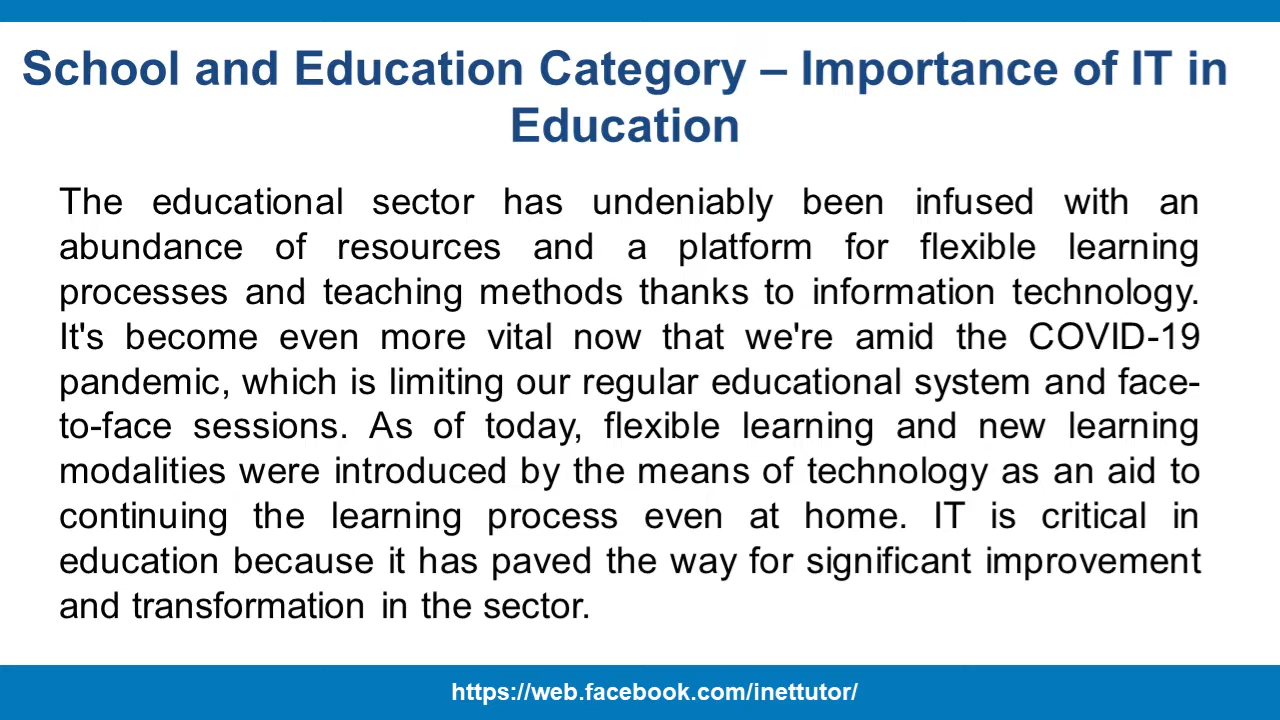 School and Education Category – Importance of IT in
Education
The educational sector has undeniably been infused with an
abundance of resources and a platform for flexible learning
processes and teaching methods thanks to information technology.
It's become even more vital now that we're amid the COVID-19
pandemic, which is limiting our regular educational system and face-
to-face sessions. As of today, flexible learning and new learning
modalities were introduced by the means of technology as an aid to
continuing the learning process even at home. IT is critical in
education because it has paved the way for significant improvement
and transformation in the sector.
https://web.facebook.com/inettutor/